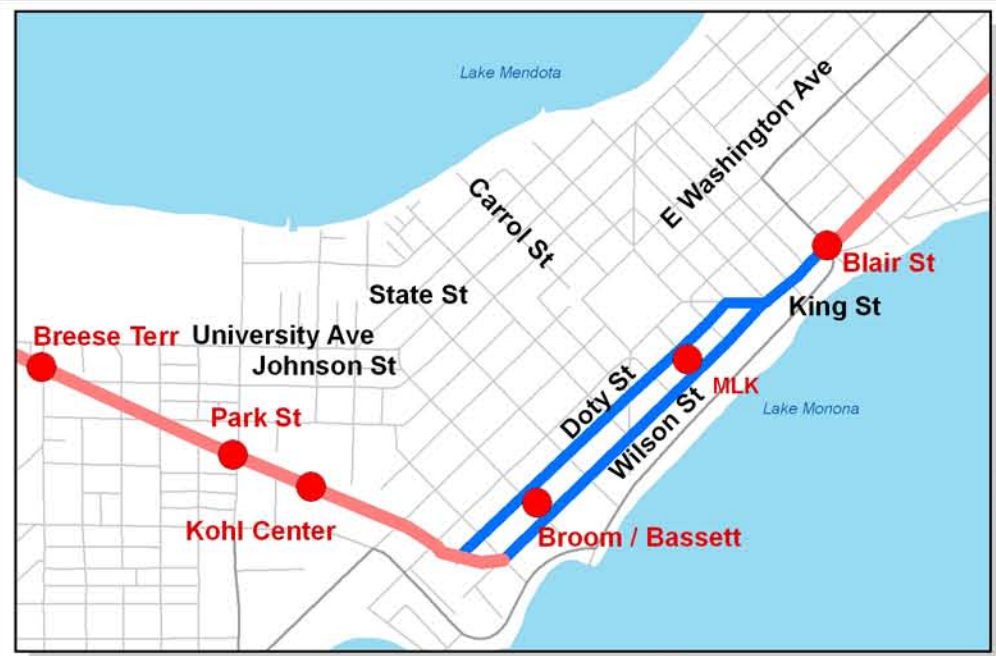 Lake Mendota
E Washington Ave
Carrol St
Blair St
State St
King St
Breese Terr
University Ave
Johnson St
MLK
Doty St
Lake Monona
Park St
Wilson St
Kohl Center
Broom / Bassett